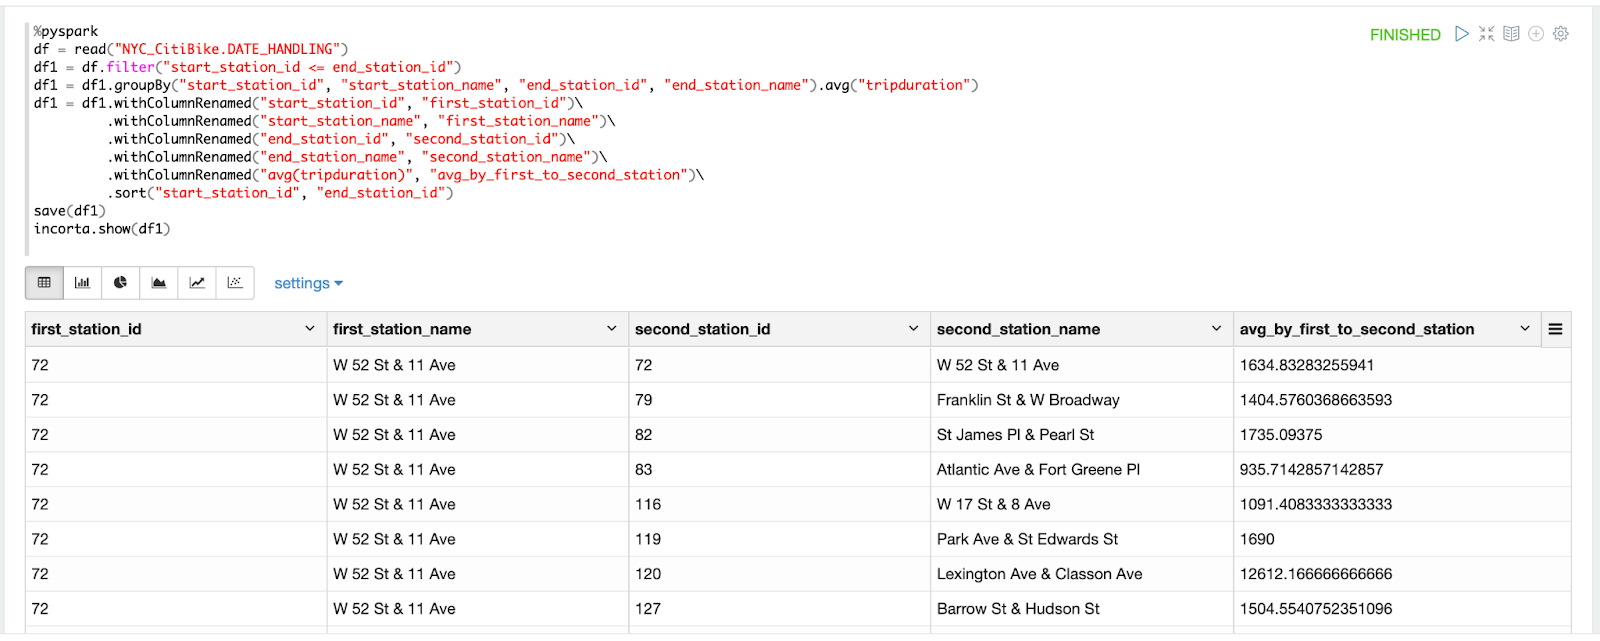 %pyspark
FINISHED
df = read("NYC_CitiBike.DATE_HANDLING")
df1 = df.filter("start_station_id <= end_station_id")
df1 = df1.groupBy("start_station_id", "start_station_name", "end_station_id", "end_station_name").avg("tripduration")
df1 = df1.withColumnRenamed("start_station_id", "first_station_id")\
.withColumnRenamed("start_station_name", "first_station_name")\
.withColumnRenamed("end_station_id", "second_station_id")\
.withColumnRenamed("end_station_name", "second_station_name")\
.withColumnRenamed("avg(tripduration)", "avg_by_first_to_second_station")\
.sort("start_station_id", "end_station_id")
save(df1)
incorta.show(df1)
settings
first_station_id first_station_name second_station_id second_station_name avg_by_first_to_second_station
72 W 52 St & 11 Ave 72 W 52 St & 11 Ave 1634.83283255941
72 W 52 St & 11 Ave 79 Franklin St & W Broadway 1404.5760368663593
72 W 52 St & 11 Ave 82 St James Pl & Pearl St 1735.09375
72 W 52 St & 11 Ave 83 Atlantic Ave & Fort Greene Pl 935.7142857142857
72 W 52 St & 11 Ave 116 W 17 St & 8 Ave 1091.4083333333333
72 W 52 St & 11 Ave 119 Park Ave & St Edwards St 1690
72 W 52 St & 11 Ave 120 Lexington Ave & Classon Ave 12612.166666666666
72 W 52 St & 11 Ave 127 Barrow St & Hudson St 1504.5540752351096